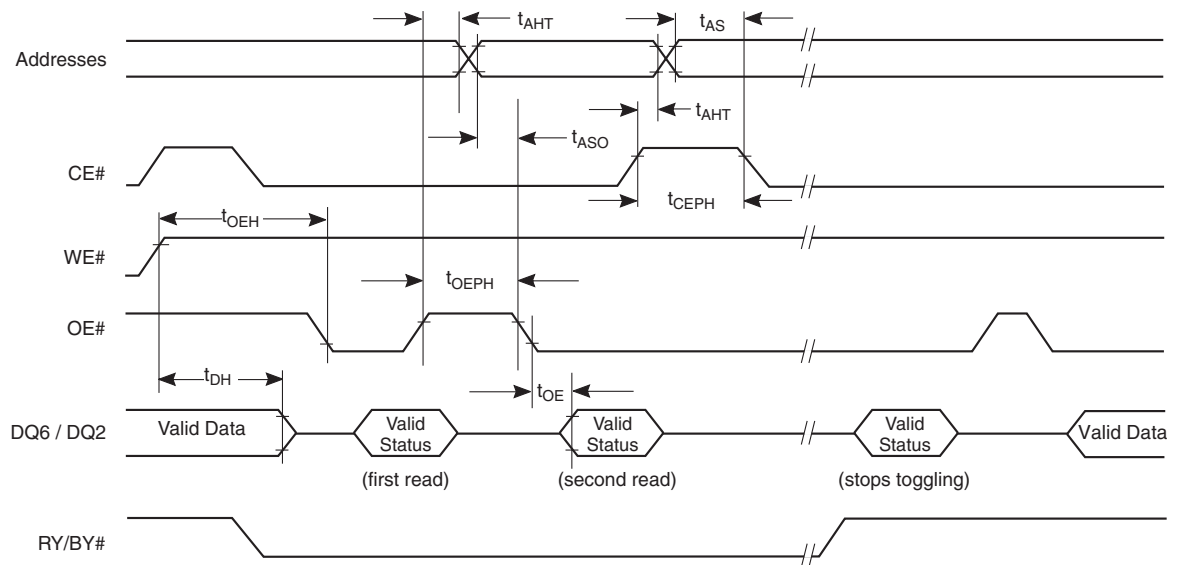 tAHT
tAS
Addresses
tAHT
tASO
CE#
tCEPH
tOEH
WE#
tOEPH
OE#
tDH
tOE
DQ6 / DQ2
Valid Data
Valid
Status
Valid
Status
Valid
Status
Valid Data
(first read)
(second read)
(stops toggling)
RY/BY#